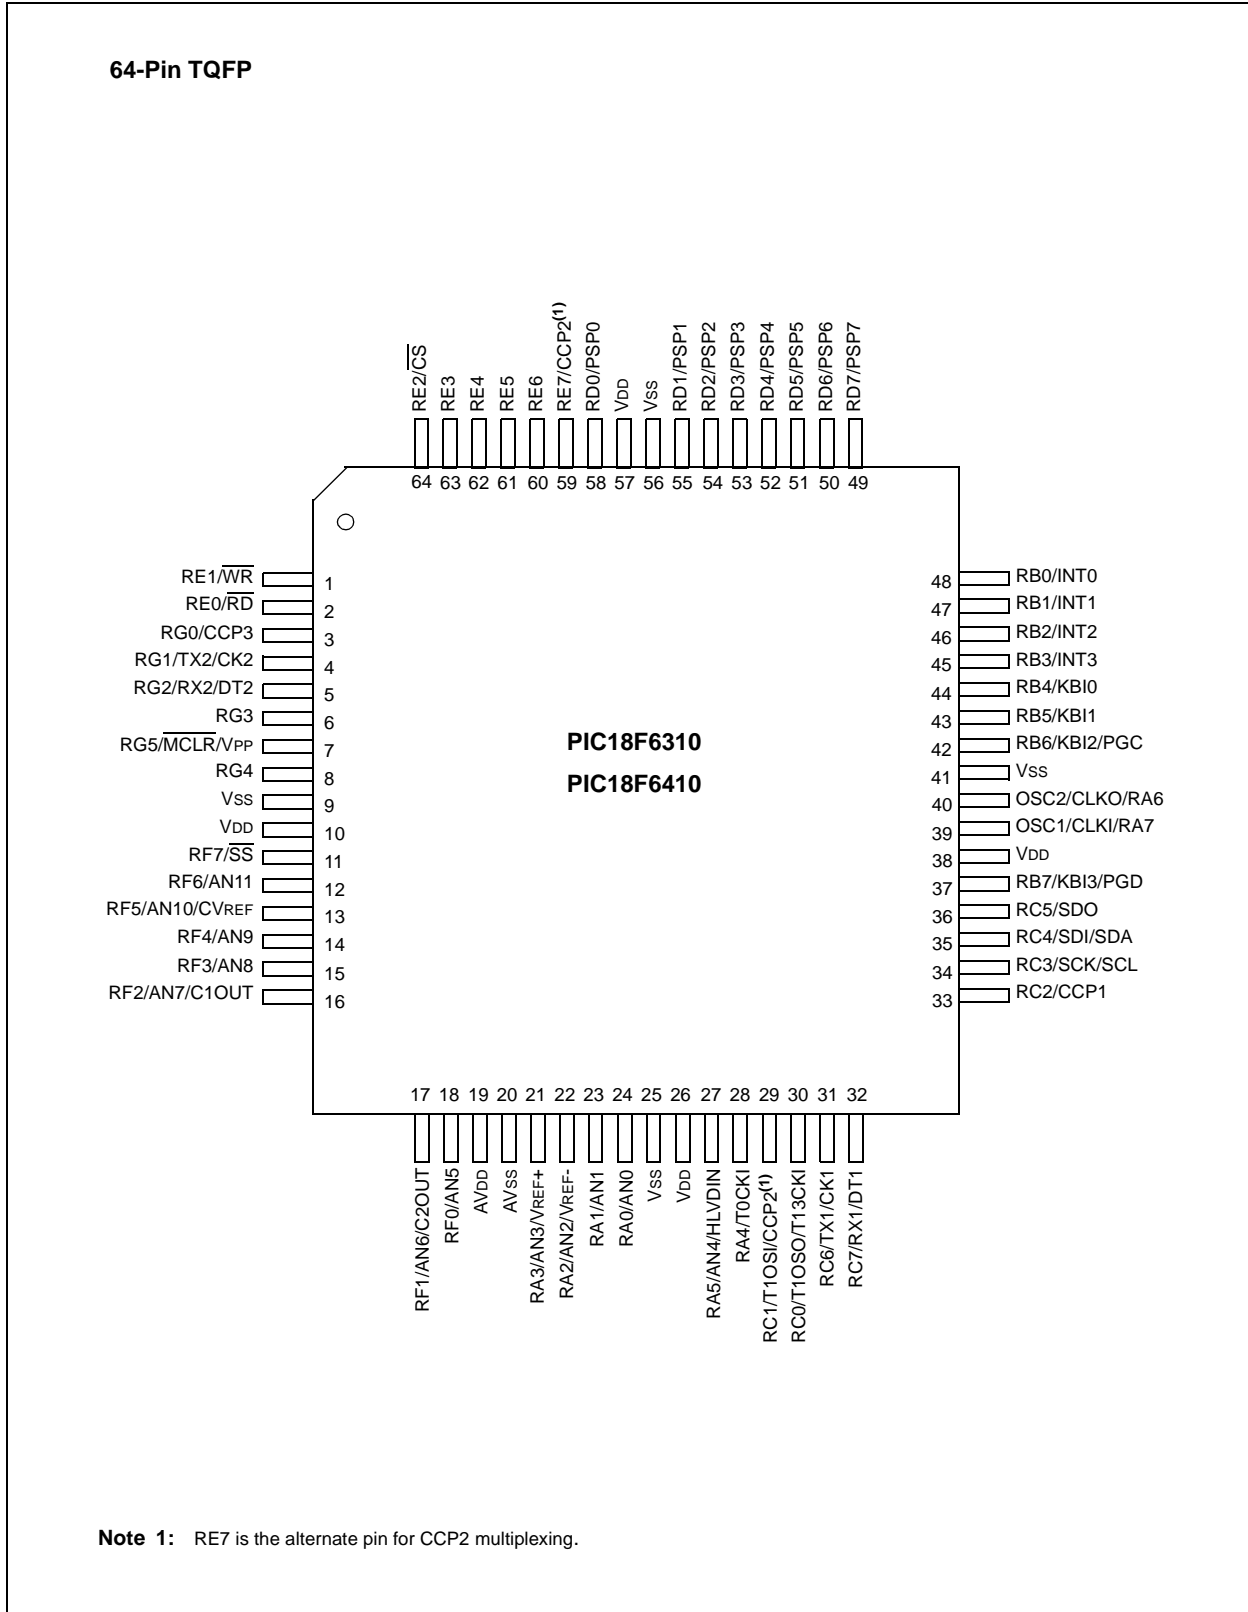 64-Pin TQFP
RE2/C̅S̅
RE3
RE4
RE5
RE6
RE7/CCP2(1)
RD0/PSP0
VDD
VSS
RD1/PSP1
RD2/PSP2
RD3/PSP3
RD4/PSP4
RD5/PSP5
RD6/PSP6
RD7/PSP7
64 63 62 61 60 59 58 57 56 55 54 53 52 51 50 49
RE1/W̅R̅ 1
RE0/R̅D̅ 2
RG0/CCP3 3
RG1/TX2/CK2 4
RG2/RX2/DT2 5
RG3 6
RG5/M̅C̅L̅R̅/VPP 7
RG4 8
VSS 9
VDD 10
RF7/S̅S̅ 11
RF6/AN11 12
RF5/AN10/CVREF 13
RF4/AN9 14
RF3/AN8 15
RF2/AN7/C1OUT 16
PIC18F6310
PIC18F6410
48 RB0/INT0
47 RB1/INT1
46 RB2/INT2
45 RB3/INT3
44 RB4/KBI0
43 RB5/KBI1
42 RB6/KBI2/PGC
41 VSS
40 OSC2/CLKO/RA6
39 OSC1/CLKI/RA7
38 VDD
37 RB7/KBI3/PGD
36 RC5/SDO
35 RC4/SDI/SDA
34 RC3/SCK/SCL
33 RC2/CCP1
17 18 19 20 21 22 23 24 25 26 27 28 29 30 31 32
RF1/AN6/C2OUT
RF0/AN5
AVDD
AVSS
RA3/AN3/VREF+
RA2/AN2/VREF-
RA1/AN1
RA0/AN0
VSS
VDD
RA5/AN4/HLVDIN
RA4/T0CKI
RC1/T1OSI/CCP2(1)
RC0/T1OSO/T13CKI
RC6/TX1/CK1
RC7/RX1/DT1
Note 1: RE7 is the alternate pin for CCP2 multiplexing.